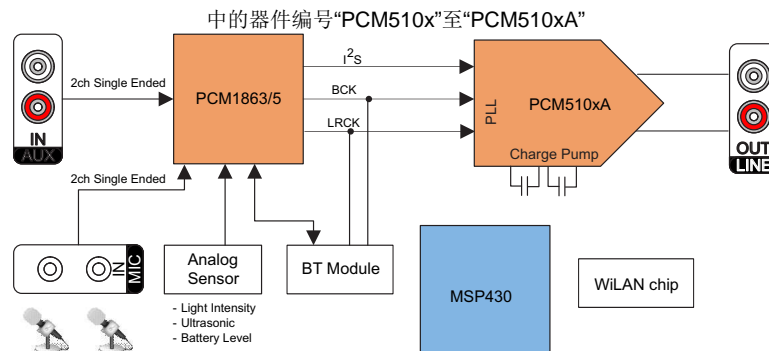 中的器件编号“PCM510x”至“PCM510xA”
2ch Single Ended
IN
AUX
PCM1863/5
I2S
BCK
LRCK
PLL
PCM510xA
Charge Pump
OUT
LINE
2ch Single Ended
IN
MIC
Analog
Sensor
- Light Intensity
- Ultrasonic
- Battery Level
BT Module
MSP430
WiLAN chip